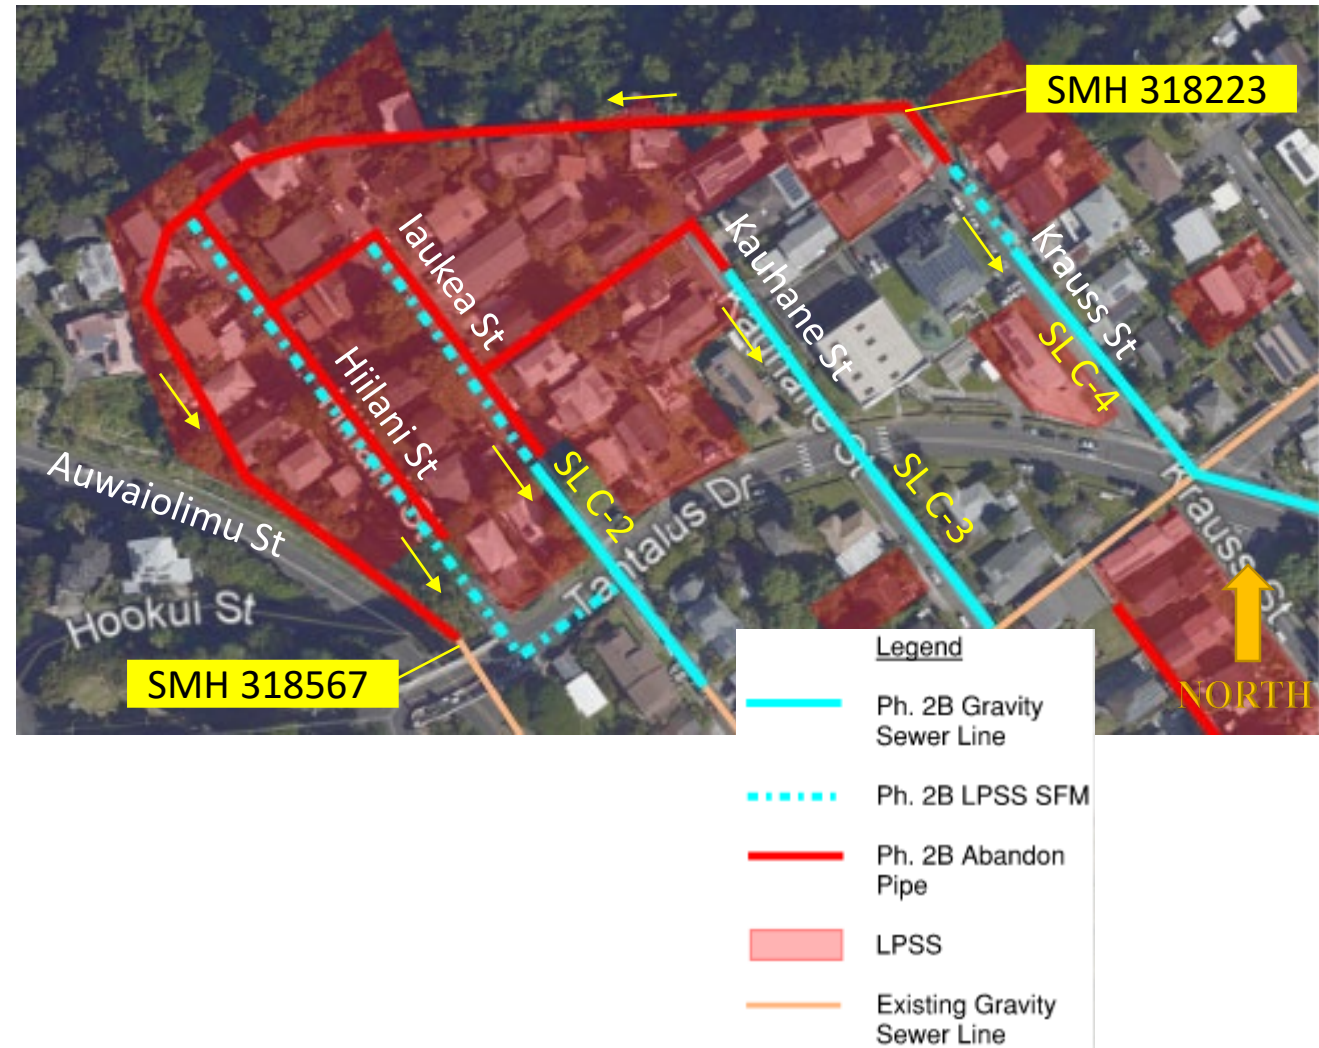 SMH 318223
Iaukea St
Kauhane St
Krauss St
SL C-4
Hiilani St
Kauhane St
Auwaiolimu St
SL C-2
SL C-3
Krauss St
Tantalus Dr
Hookui St
SMH 318567
NORTH
Legend
Ph. 2B Gravity
Sewer Line
Ph. 2B LPSS SFM
Ph. 2B Abandon
Pipe
LPSS
Existing Gravity
Sewer Line